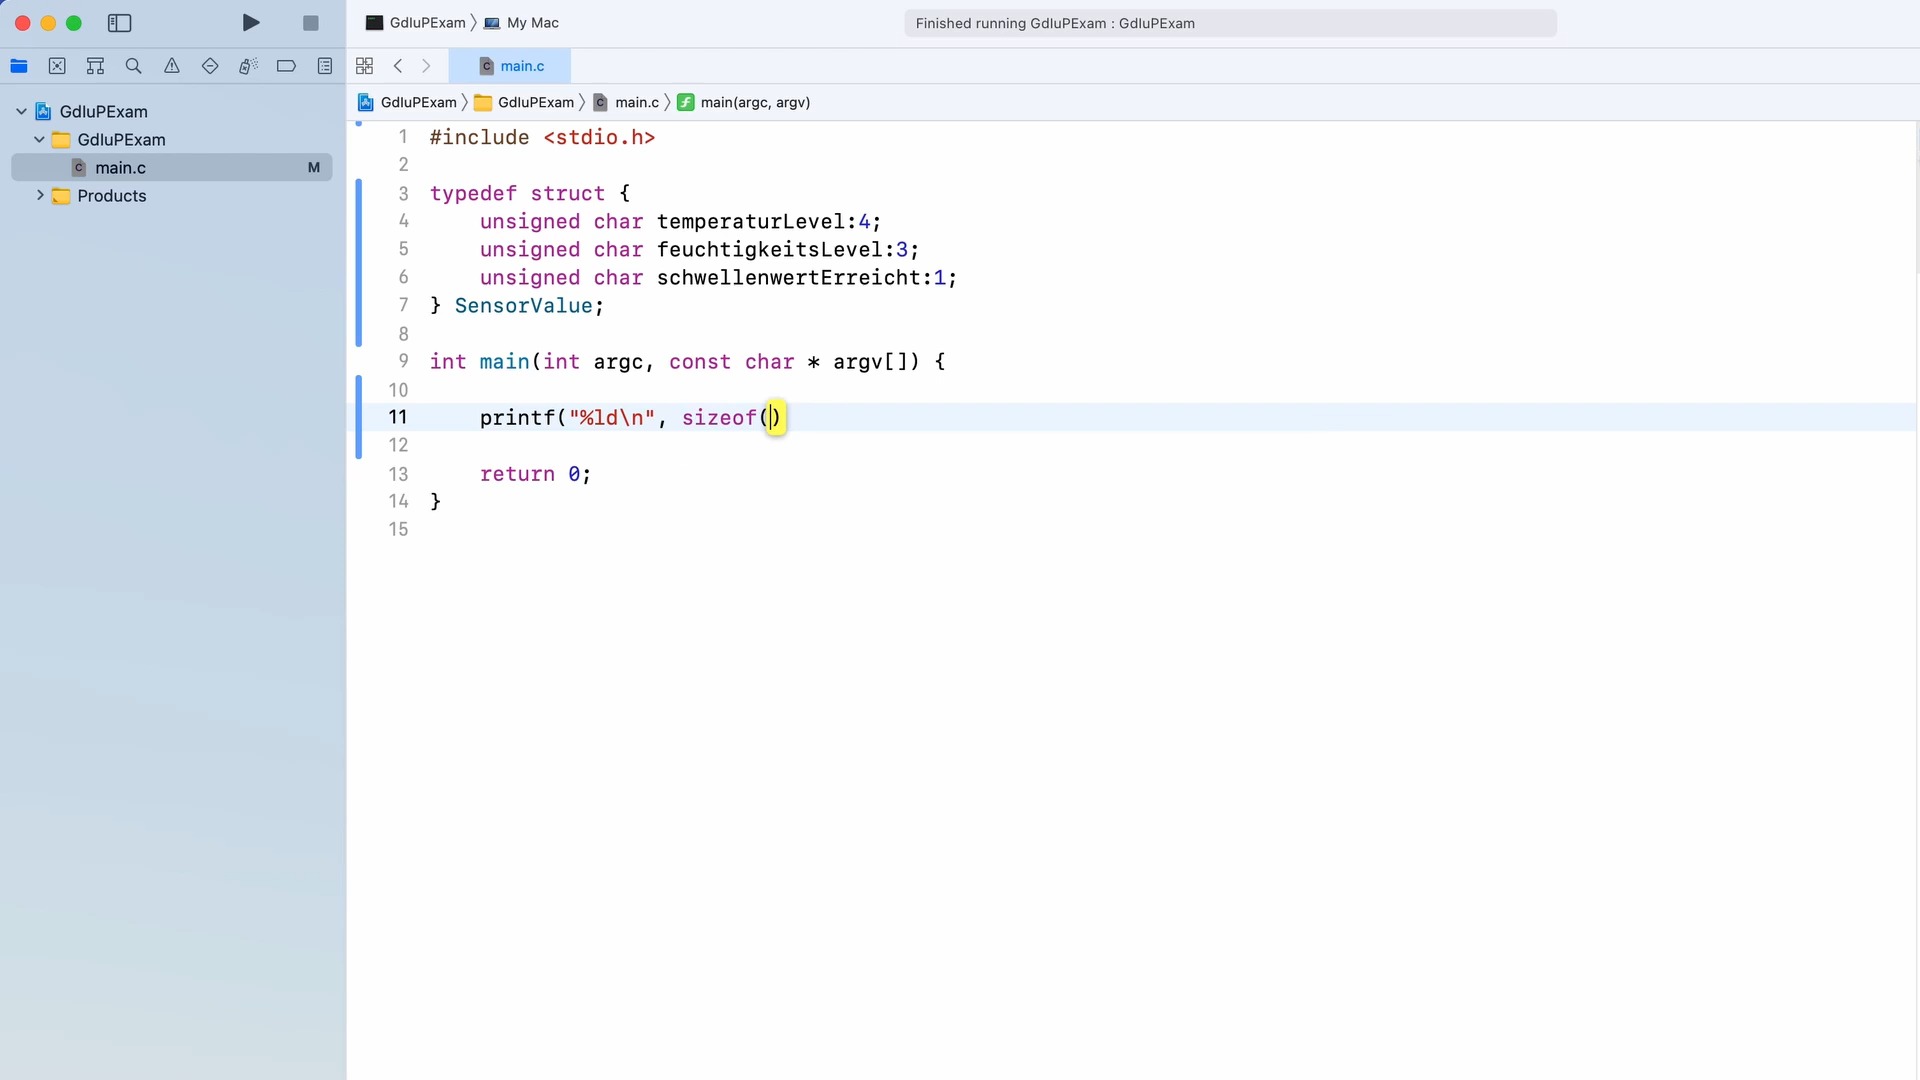 GdIuPExam 〉 My Mac
Finished running GdIuPExam : GdIuPExam
main.c
GdIuPExam 〉 GdIuPExam 〉 main.c 〉 main(argc, argv)
GdIuPExam
GdIuPExam
main.c M
Products
1 #include <stdio.h>
2
3 typedef struct {
4     unsigned char temperaturLevel:4;
5     unsigned char feuchtigkeitsLevel:3;
6     unsigned char schwellenwertErreicht:1;
7 } SensorValue;
8
9 int main(int argc, const char * argv[]) {
10
11     printf("%ld\n", sizeof()
12
13     return 0;
14 }
15